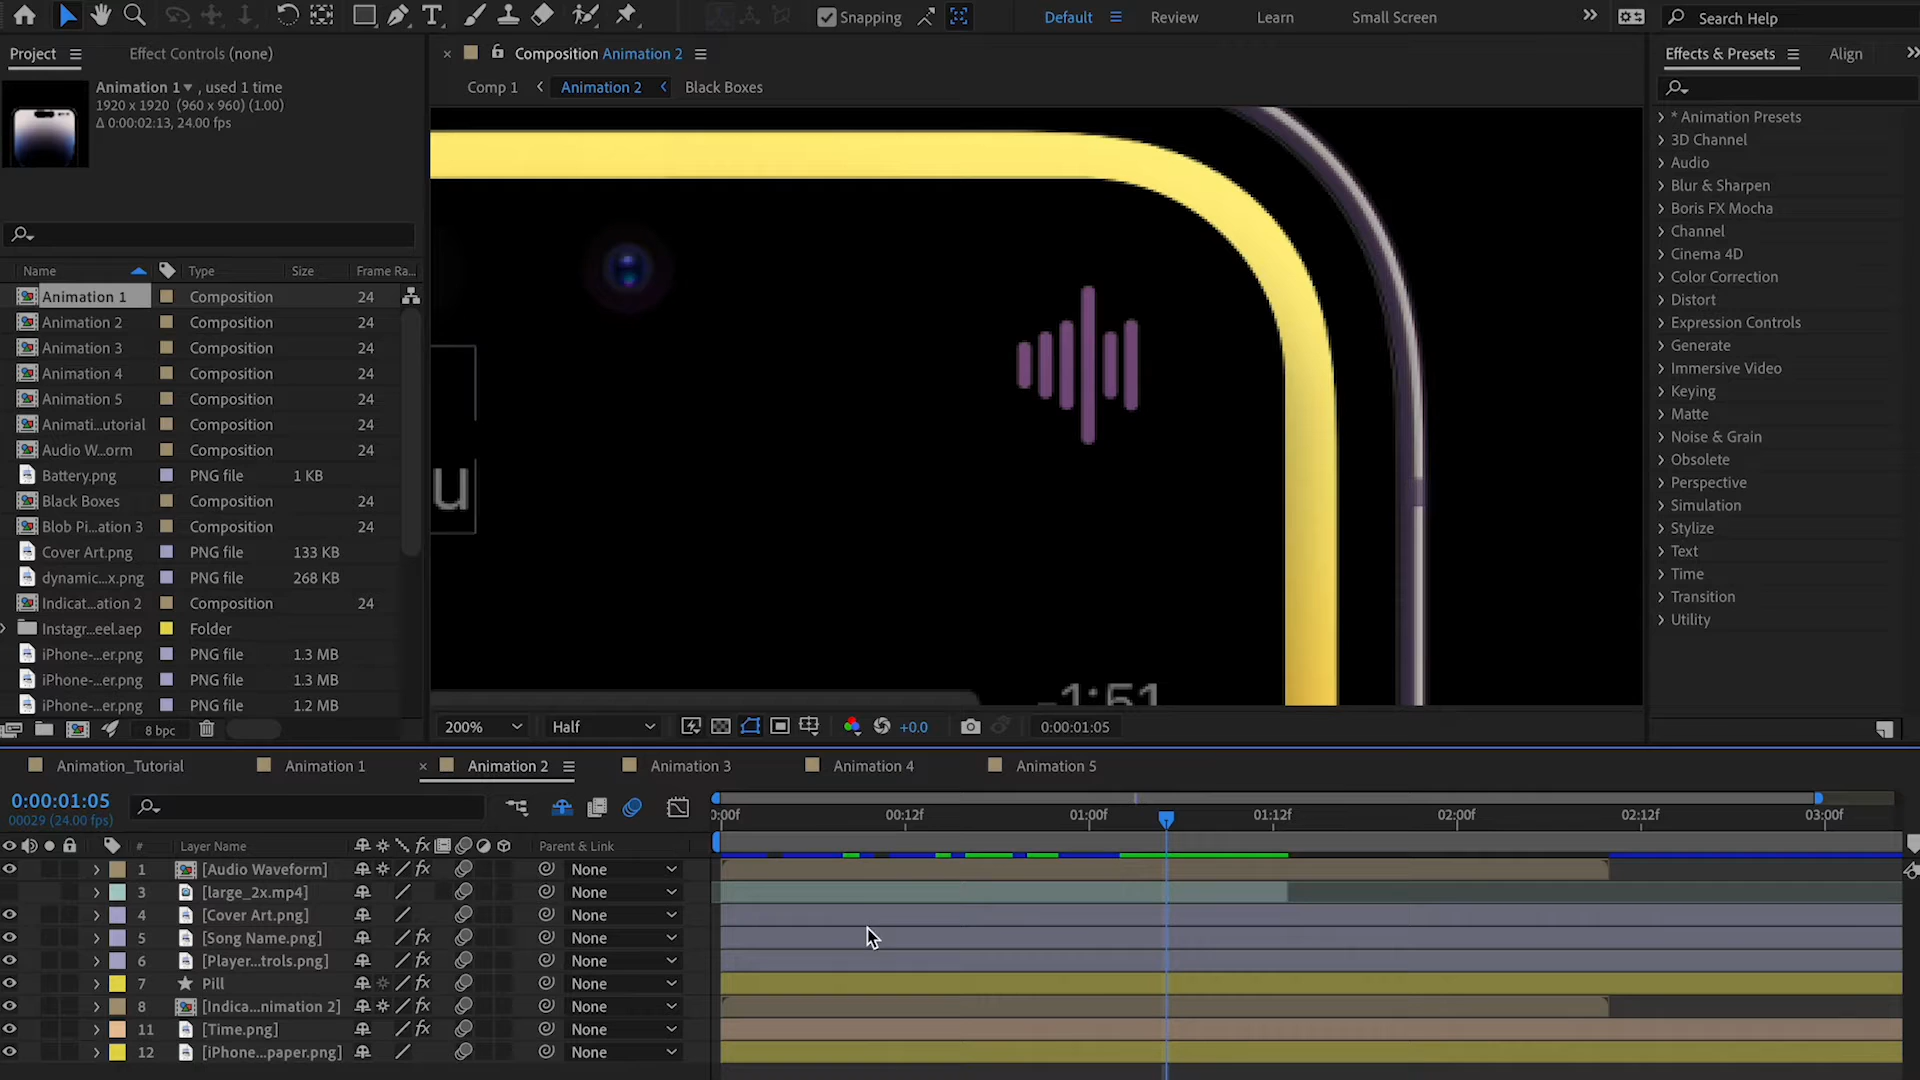 Snapping
Default
Review
Learn
Small Screen
Search Help
Project
Effect Controls (none)
Composition Animation 2
Effects & Presets
Align
Animation 1 , used 1 time
1920 x 1920 (960 x 960) (1.00)
Δ 0:00:02:13, 24.00 fps
Comp 1
Animation 2
Black Boxes
Name Type Size Frame Ra...
Animation 1 Composition 24
Animation 2 Composition 24
Animation 3 Composition 24
Animation 4 Composition 24
Animation 5 Composition 24
Animati...utorial Composition 24
Audio W...orm Composition 24
Battery.png PNG file 1 KB
Black Boxes Composition 24
Blob Pi...ation 3 Composition 24
Cover Art.png PNG file 133 KB
dynamic...x.png PNG file 268 KB
Indicat...ation 2 Composition 24
Instagr...eel.aep Folder
iPhone-...er.png PNG file 1.3 MB
iPhone-...er.png PNG file 1.3 MB
iPhone-...er.png PNG file 1.2 MB
8 bpc
u
-1:51
* Animation Presets
3D Channel
Audio
Blur & Sharpen
Boris FX Mocha
Channel
Cinema 4D
Color Correction
Distort
Expression Controls
Generate
Immersive Video
Keying
Matte
Noise & Grain
Obsolete
Perspective
Simulation
Stylize
Text
Time
Transition
Utility
200%
Half
+0.0
0:00:01:05
Animation_Tutorial
Animation 1
Animation 2
Animation 3
Animation 4
Animation 5
0:00:01:05
00029 (24.00 fps)
:00f 00:12f 01:00f 01:12f 02:00f 02:12f 03:00f
# Layer Name fx Parent & Link
1 [Audio Waveform] fx None
3 [large_2x.mp4] None
4 [Cover Art.png] None
5 [Song Name.png] fx None
6 [Player...trols.png] fx None
7 Pill fx None
8 [Indica...nimation 2] fx None
11 [Time.png] fx None
12 [iPhone...paper.png] None